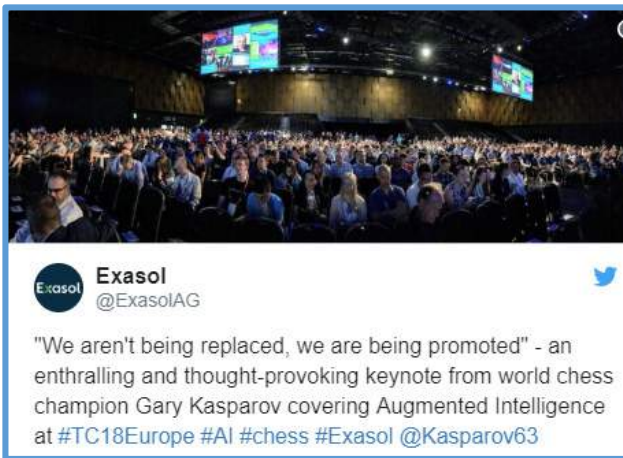 Exasol
Exasol
@ExasolAG
"We aren't being replaced, we are being promoted" - an
enthralling and thought-provoking keynote from world chess
champion Gary Kasparov covering Augmented Intelligence
at #TC18Europe #AI #chess #Exasol @Kasparov63